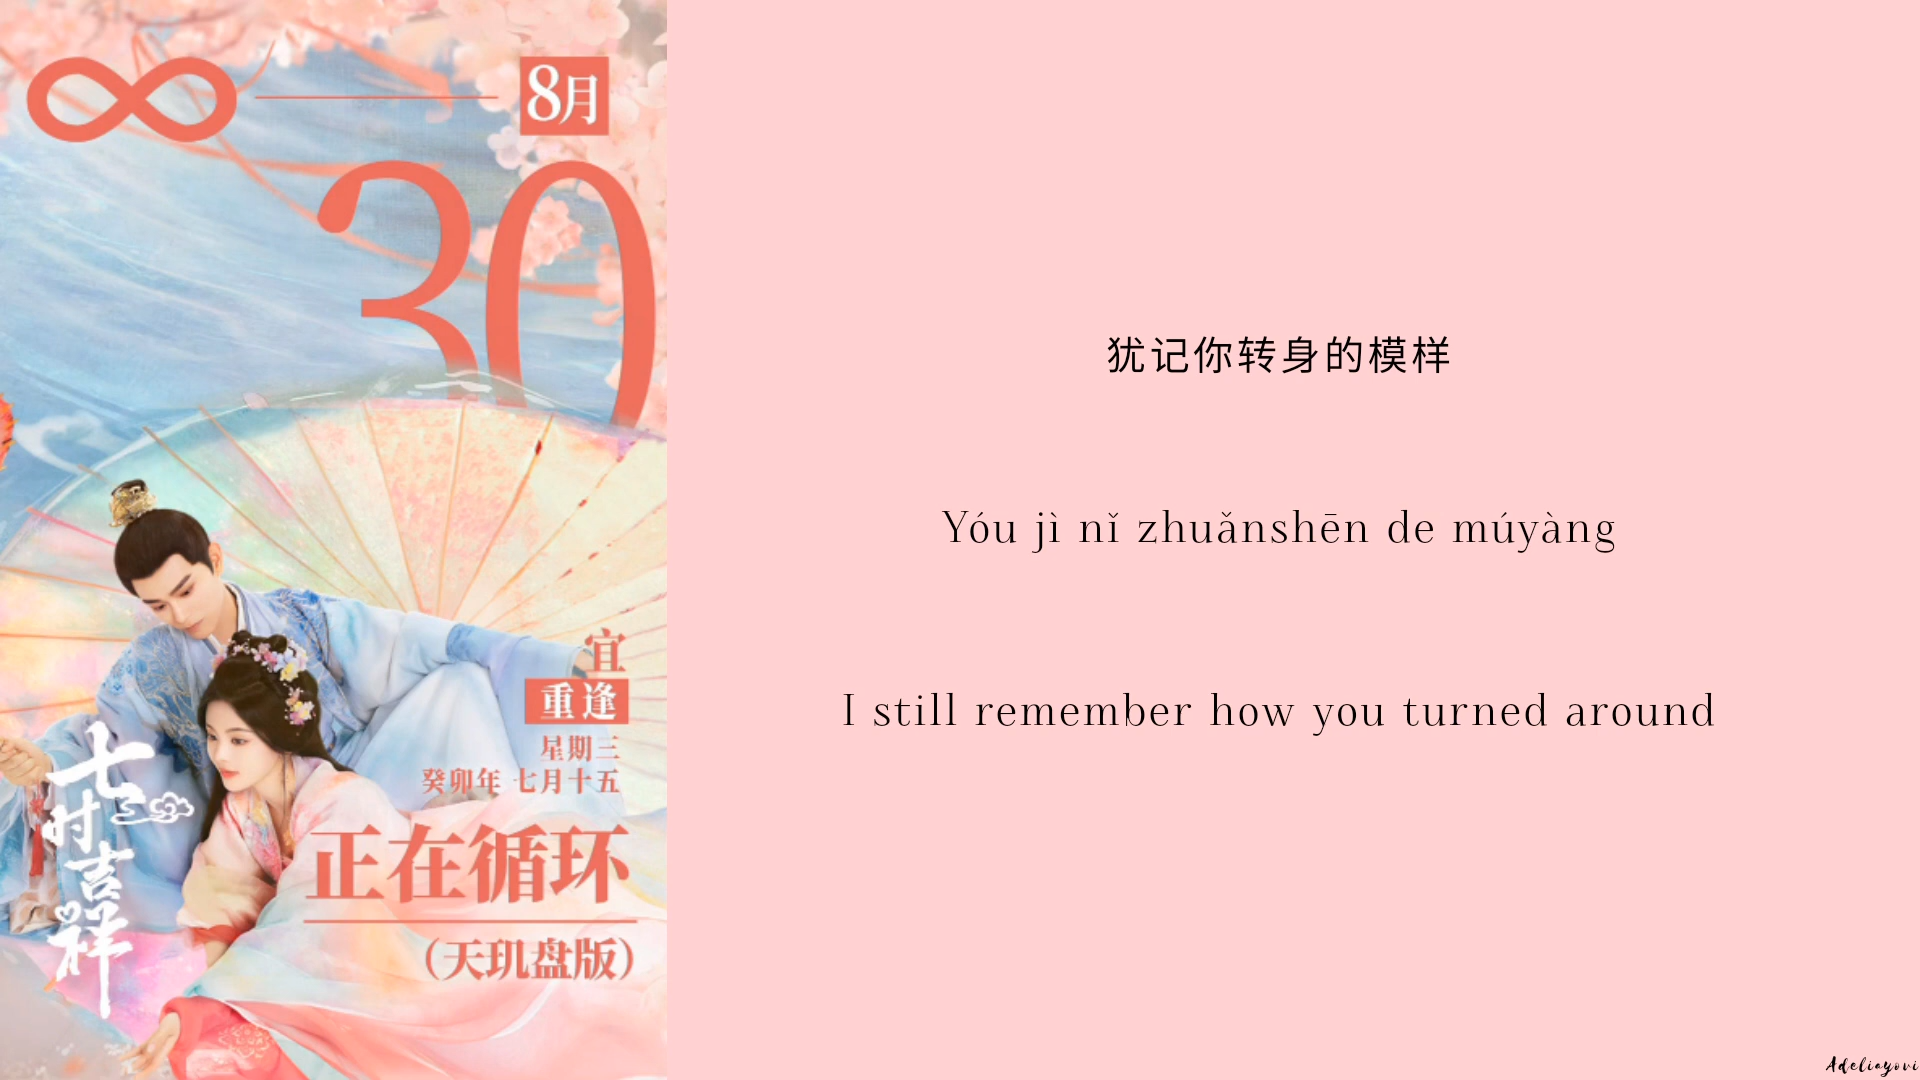 ∞
8月
30
宜
重逢
星期三
癸卯年 七月十五
七时吉祥
正在循环
（天玑盘版）
犹记你转身的模样
Yóu jì nǐ zhuǎnshēn de múyàng
I still remember how you turned around
Adeliayovi